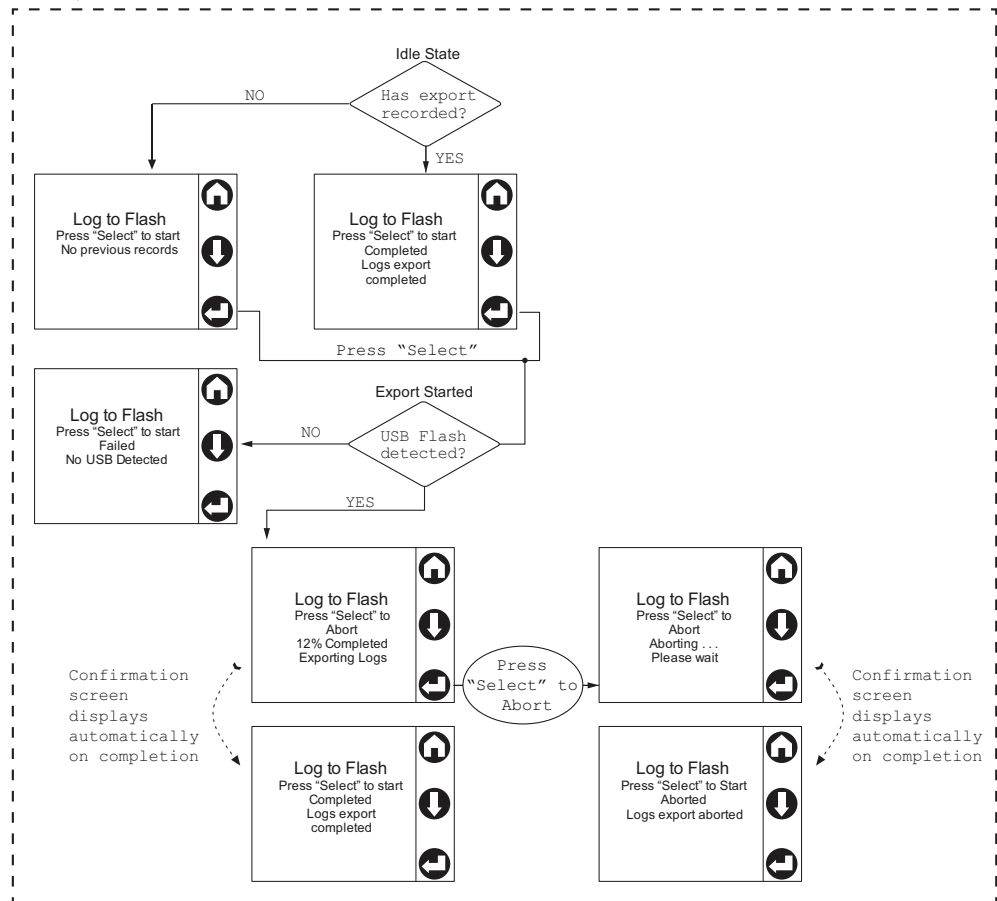 Idle State
Has export
recorded?
NO
YES
Log to Flash
Press “Select” to start
No previous records
Log to Flash
Press “Select” to start
Completed
Logs export
completed
Press “Select”
Export Started
USB Flash
detected?
NO
YES
Log to Flash
Press “Select” to start
Failed
No USB Detected
Log to Flash
Press “Select” to
Abort
12% Completed
Exporting Logs
Press
“Select” to
Abort
Log to Flash
Press “Select” to
Abort
Aborting . . .
Please wait
Confirmation
screen
displays
automatically
on completion
Confirmation
screen
displays
automatically
on completion
Log to Flash
Press “Select” to start
Completed
Logs export
completed
Log to Flash
Press “Select” to Start
Aborted
Logs export aborted